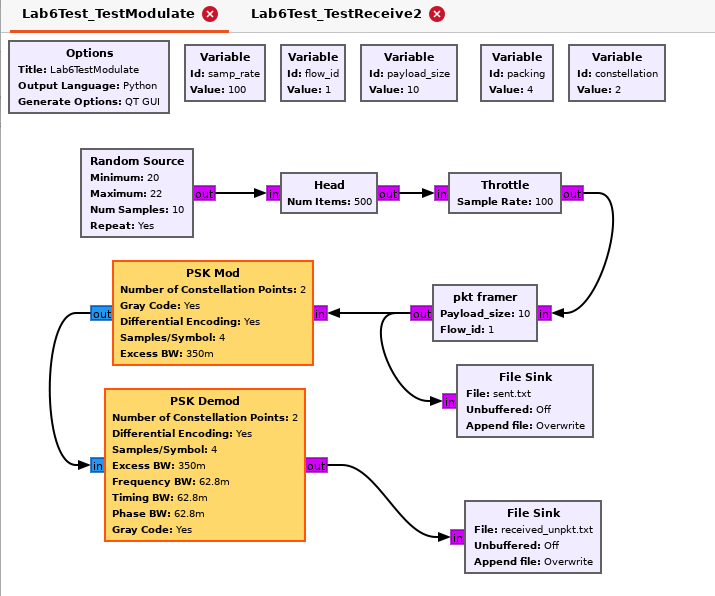 Lab6Test_TestModulate
Lab6Test_TestReceive2
Options
Title: Lab6TestModulate
Output Language: Python
Generate Options: QT GUI
Variable
Id: samp_rate
Value: 100
Variable
Id: flow_id
Value: 1
Variable
Id: payload_size
Value: 10
Variable
Id: packing
Value: 4
Variable
Id: constellation
Value: 2
Random Source
Minimum: 20
Maximum: 22
Num Samples: 10
Repeat: Yes
out
in
Head
Num Items: 500
out
in
Throttle
Sample Rate: 100
out
PSK Mod
Number of Constellation Points: 2
Gray Code: Yes
Differential Encoding: Yes
Samples/Symbol: 4
Excess BW: 350m
out
in
pkt framer
Payload_size: 10
Flow_id: 1
out
in
File Sink
File: sent.txt
Unbuffered: Off
Append file: Overwrite
in
PSK Demod
Number of Constellation Points: 2
Differential Encoding: Yes
Samples/Symbol: 4
Excess BW: 350m
Frequency BW: 62.8m
Timing BW: 62.8m
Phase BW: 62.8m
Gray Code: Yes
in
out
File Sink
File: received_unpkt.txt
Unbuffered: Off
Append file: Overwrite
in